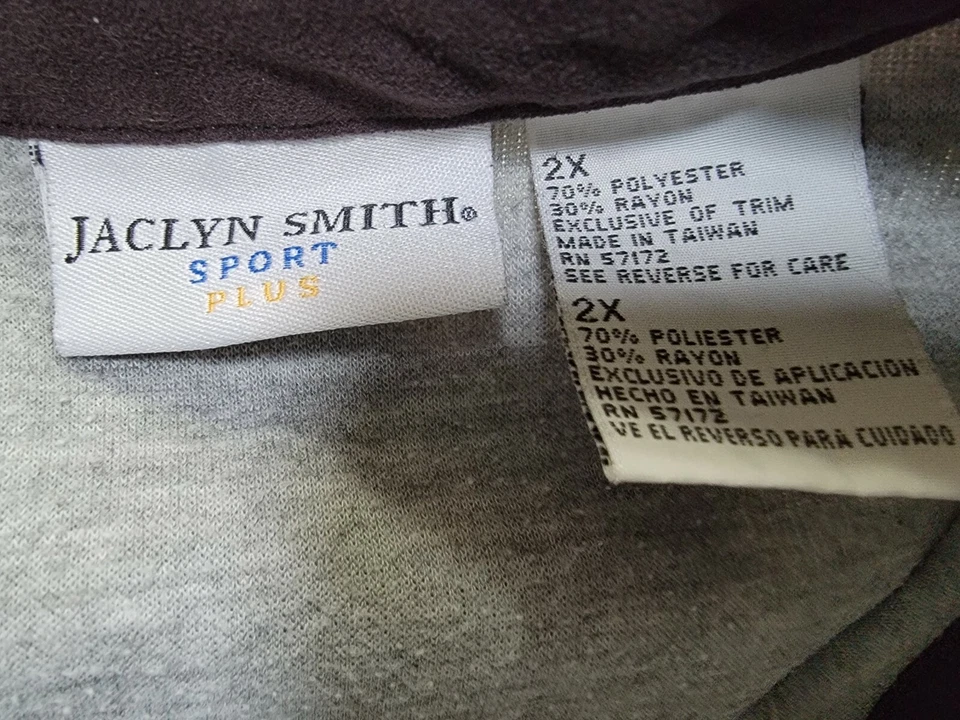 JACLYN SMITH®
SPORT
PLUS
2X
70% POLYESTER
30% RAYON
EXCLUSIVE OF TRIM
MADE IN TAIWAN
RN 57172
SEE REVERSE FOR CARE
2X
70% POLIESTER
30% RAYON
EXCLUSIVO DE APLICACION
HECHO EN TAIWAN
RN 57172
VE EL REVERSO PARA CUIDADO